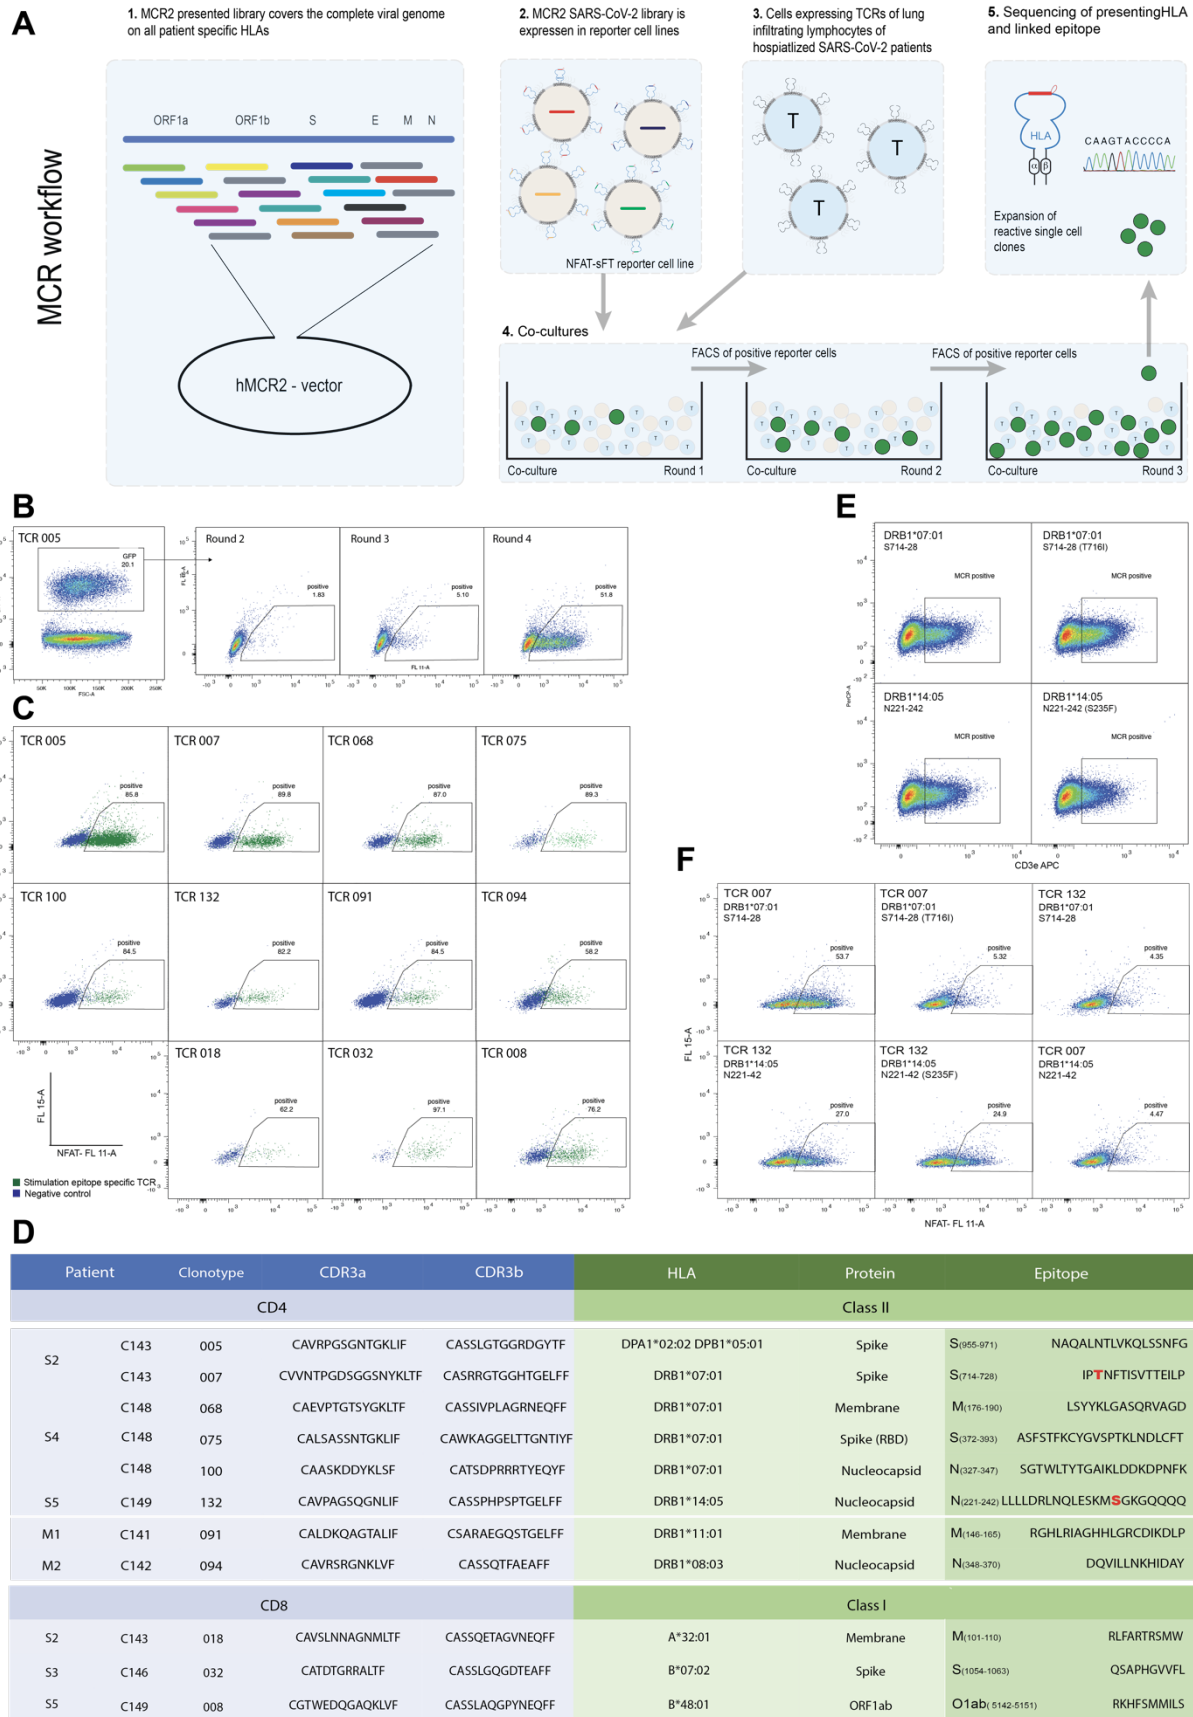 A
MCR workflow
1. MCR2 presented library covers the complete viral genome
on all patient specific HLAs
ORF1a ORF1b S E M N
hMCR2 - vector
2. MCR2 SARS-CoV-2 library is
expressen in reporter cell lines
NFAT-sFT reporter cell line
3. Cells expressing TCRs of lung
infiltrating lymphocytes of
hospiatlized SARS-CoV-2 patients
T
T
T
5. Sequencing of presentingHLA
and linked epitope
HLA
α β
CAAGTACCCCA
Expansion of
reactive single cell
clones
4. Co-cultures
FACS of positive reporter cells
FACS of positive reporter cells
Co-culture Round 1
Co-culture Round 2
Co-culture Round 3
B
TCR 005
GFP
20.1
FSC-A
50K 100K 150K 200K 250K
Round 2
positive
1.83
Round 3
positive
5.10
FL 11-A
Round 4
positive
51.8
C
TCR 005
positive
85.8
TCR 007
positive
89.8
TCR 068
positive
87.0
TCR 075
positive
89.3
TCR 100
positive
84.5
TCR 132
positive
82.2
TCR 091
positive
84.5
TCR 094
positive
58.2
TCR 018
positive
62.2
TCR 032
positive
97.1
TCR 008
positive
76.2
FL 15-A
NFAT- FL 11-A
Stimulation epitope specific TCR
Negative control
E
DRB1*07:01
S714-28
MCR positive
DRB1*07:01
S714-28 (T716I)
MCR positive
DRB1*14:05
N221-242
MCR positive
DRB1*14:05
N221-242 (S235F)
MCR positive
PerCP-A
CD3e APC
F
TCR 007
DRB1*07:01
S714-28
positive
53.7
TCR 007
DRB1*07:01
S714-28 (T716I)
positive
5.32
TCR 132
DRB1*07:01
S714-28
positive
4.35
TCR 132
DRB1*14:05
N221-42
positive
27.0
TCR 132
DRB1*14:05
N221-42 (S235F)
positive
24.9
TCR 007
DRB1*14:05
N221-42
positive
4.47
FL 15-A
NFAT- FL 11-A
D
Patient Clonotype CDR3a CDR3b HLA Protein Epitope
CD4 Class II
S2 C143 005 CAVRPGSGNTGKLIF CASSLGTGGRDGYTF DPA1*02:02 DPB1*05:01 Spike S(955-971) NAQALNTLVKQLSSNFG
C143 007 CVVNTPGDSGGSNYKLTF CASRRGTGGHTGELFF DRB1*07:01 Spike S(714-728) IPTNFTISVTTEILP
C148 068 CAEVPTGTSYGKLTF CASSIVPLAGRNEQFF DRB1*07:01 Membrane M(176-190) LSYYKLGASQRVAGD
S4 C148 075 CALSASSNTGKLIF CAWKAGGELTTGNTIYF DRB1*07:01 Spike (RBD) S(372-393) ASFSTFKCYGVSPTKLNDLCFT
C148 100 CAASKDDYKLSF CATSDPRRRTYEQYF DRB1*07:01 Nucleocapsid N(327-347) SGTWLTYTGAIKLDDKDPNFK
S5 C149 132 CAVPAGSQGNLIF CASSPHPSPTGELFF DRB1*14:05 Nucleocapsid N(221-242) LLLLDRLNQLESKMSGKGQQQQ
M1 C141 091 CALDKQAGTALIF CSARAEGQSTGELFF DRB1*11:01 Membrane M(146-165) RGHLRIAGHHLGRCDIKDLP
M2 C142 094 CAVRSRGNKLVF CASSQTFAEAFF DRB1*08:03 Nucleocapsid N(348-370) DQVILLNKHIDAY
CD8 Class I
S2 C143 018 CAVSLNNAGNMLTF CASSQETAGVNEQFF A*32:01 Membrane M(101-110) RLFARTRSMW
S3 C146 032 CATDTGRRALTF CASSLGQGDTEAFF B*07:02 Spike S(1054-1063) QSAPHGVVFL
S5 C149 008 CGTWEDQGAQKLVF CASSLAQGPYNEQFF B*48:01 ORF1ab O1ab( 5142-5151) RKHFSMMILS